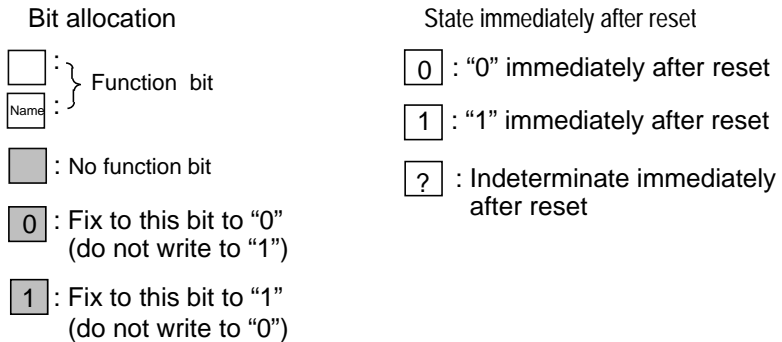 Bit allocation
:
Name :
Function bit
: No function bit
0 : Fix to this bit to “0”
(do not write to “1”)
1 : Fix to this bit to “1”
(do not write to “0”)
State immediately after reset
0 : “0” immediately after reset
1 : “1” immediately after reset
? : Indeterminate immediately
after reset